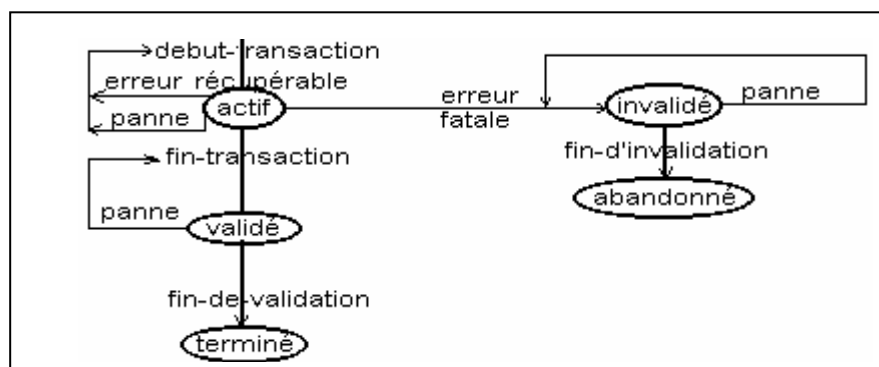 debut-transaction
erreur récupérable
actif
panne
erreur
fatale
invalidé
panne
fin-transaction
fin-d'invalidation
panne
abandonné
validé
fin-de-validation
terminé